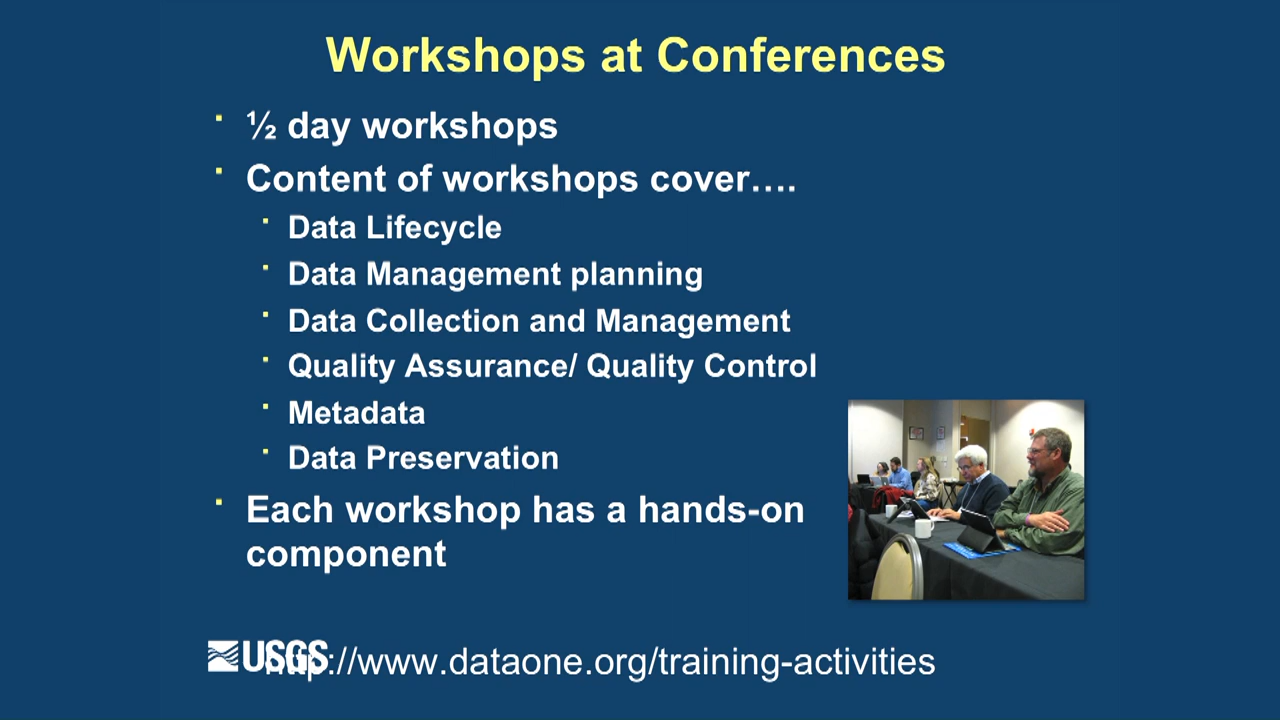 Workshops at Conferences
½ day workshops
Content of workshops cover….
Data Lifecycle
Data Management planning
Data Collection and Management
Quality Assurance/ Quality Control
Metadata
Data Preservation
Each workshop has a hands-on
component
USGS
http://www.dataone.org/training-activities